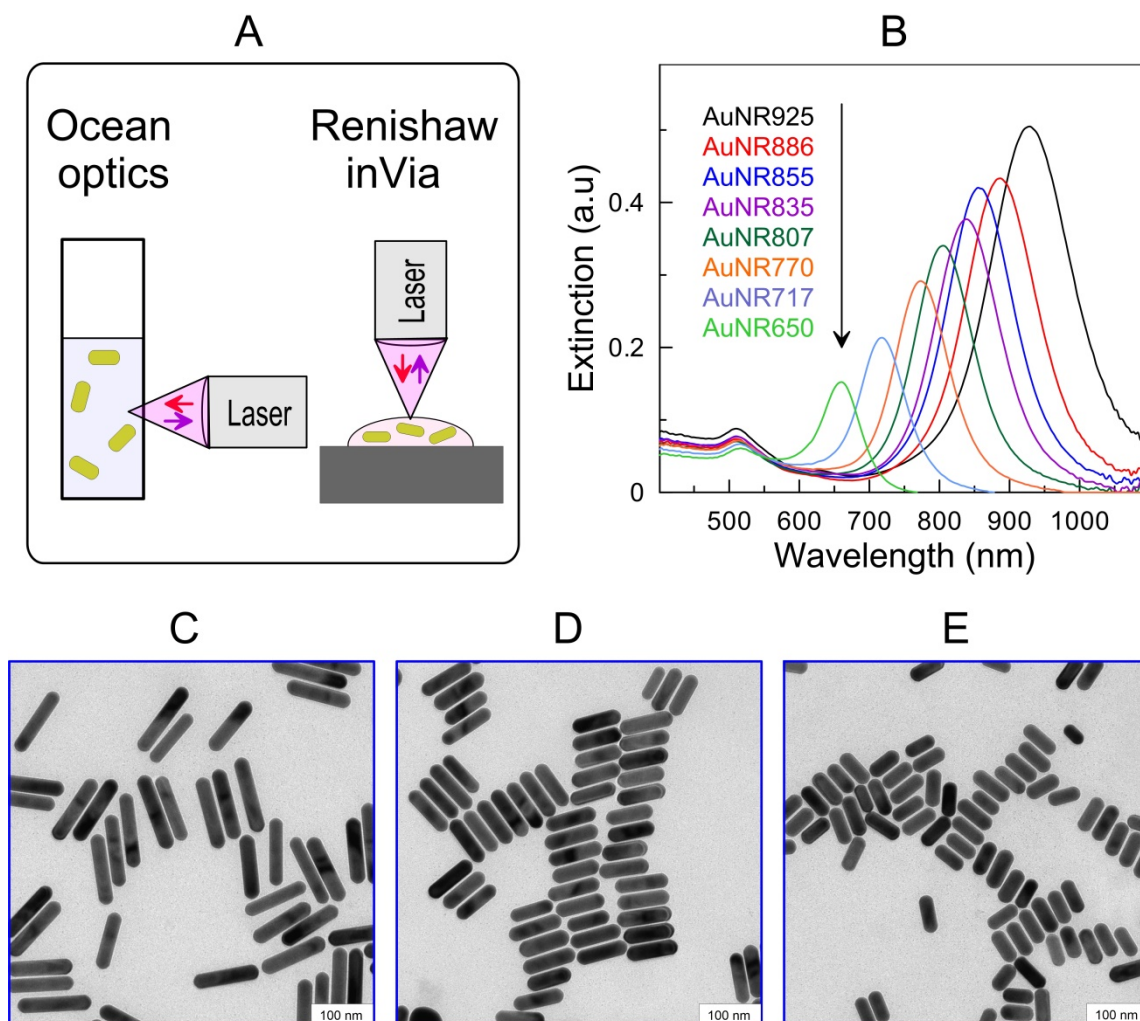 A
Ocean
optics
Laser
Renishaw
inVia
Laser
B
AuNR925
AuNR886
AuNR855
AuNR835
AuNR807
AuNR770
AuNR717
AuNR650
Extinction (a.u)
0.4
0.2
0
500 600 700 800 900 1000
Wavelength (nm)
C
100 nm
D
100 nm
E
100 nm